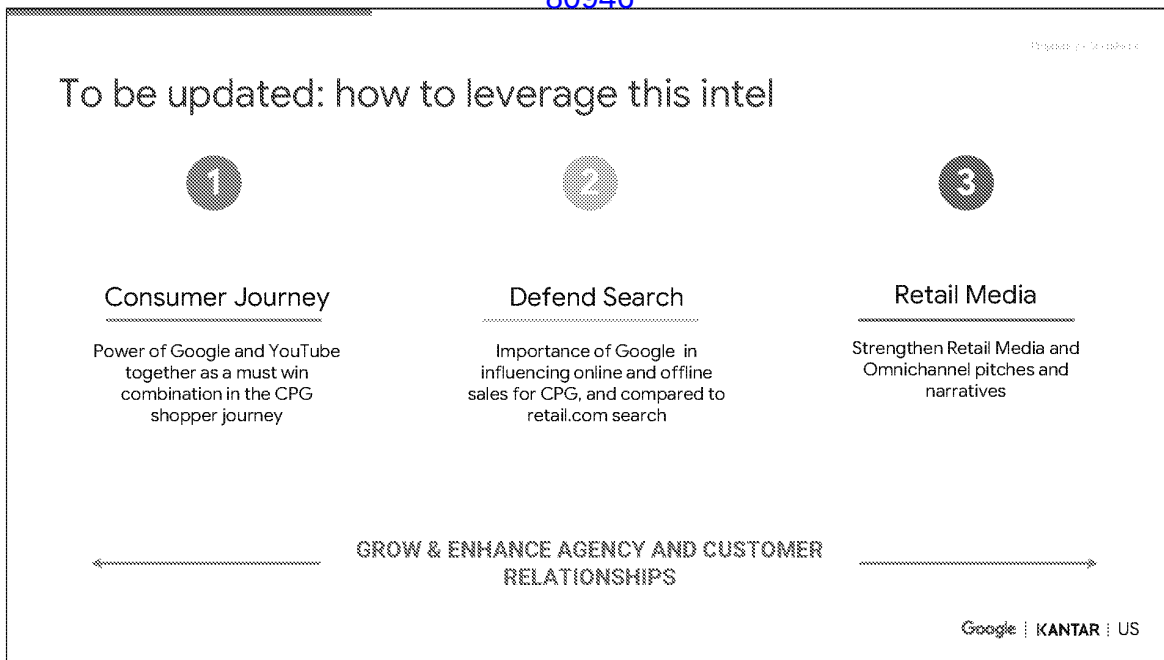 To be updated: how to leverage this intel
1
2
3
Consumer Journey
Power of Google and YouTube
together as a must win
combination in the CPG
shopper journey
Defend Search
Importance of Google in
influencing online and offline
sales for CPG, and compared to
retail.com search
Retail Media
Strengthen Retail Media and
Omnichannel pitches and
narratives
GROW & ENHANCE AGENCY AND CUSTOMER
RELATIONSHIPS
Google | KANTAR | US